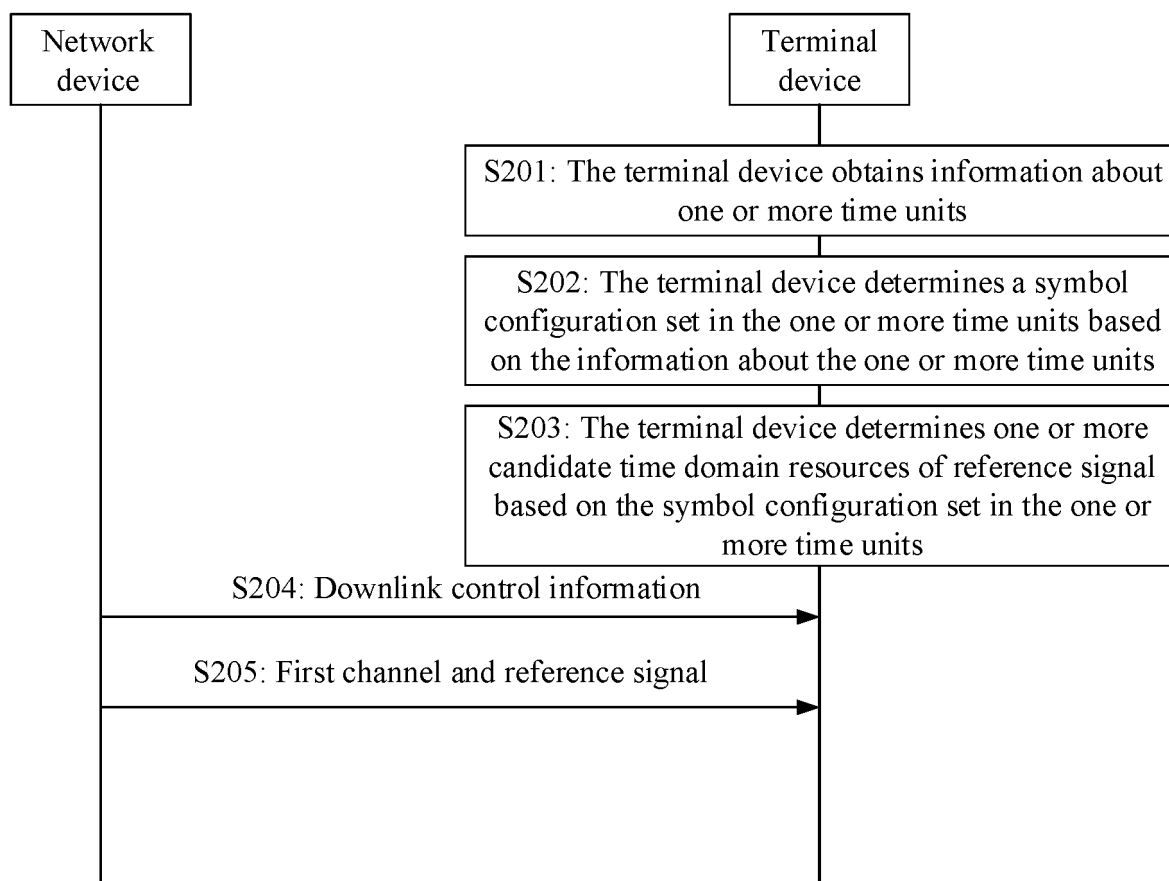 Network
device
Terminal
device
S201: The terminal device obtains information about
one or more time units
S202: The terminal device determines a symbol
configuration set in the one or more time units based
on the information about the one or more time units
S203: The terminal device determines one or more
candidate time domain resources of reference signal
based on the symbol configuration set in the one or
more time units
S204: Downlink control information
S205: First channel and reference signal